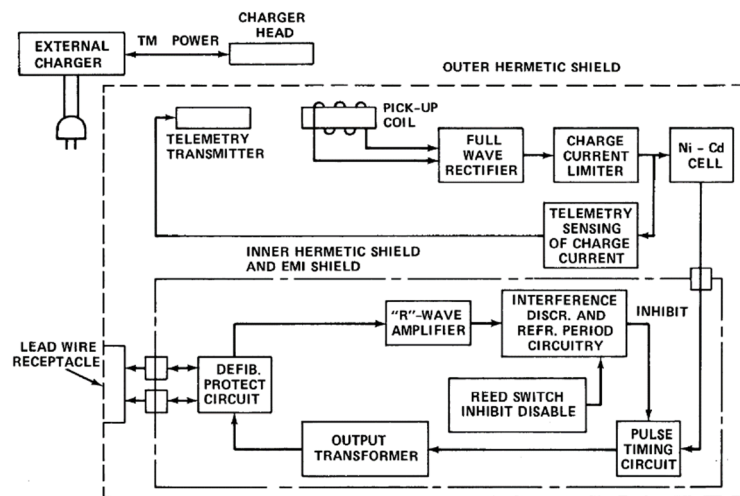 CHARGER
HEAD
EXTERNAL
CHARGER
TM POWER
OUTER HERMETIC SHIELD
TELEMETRY
TRANSMITTER
PICK-UP
COIL
FULL
WAVE
RECTIFIER
CHARGE
CURRENT
LIMITER
Ni - Cd
CELL
TELEMETRY
SENSING
OF CHARGE
CURRENT
INNER HERMETIC SHIELD
AND EMI SHIELD
"R"-WAVE
AMPLIFIER
INTERFERENCE
DISCR. AND
REFR. PERIOD
CIRCUITRY
INHIBIT
LEAD WIRE
RECEPTACLE
DEFIB.
PROTECT
CIRCUIT
REED SWITCH
INHIBIT DISABLE
OUTPUT
TRANSFORMER
PULSE
TIMING
CIRCUIT